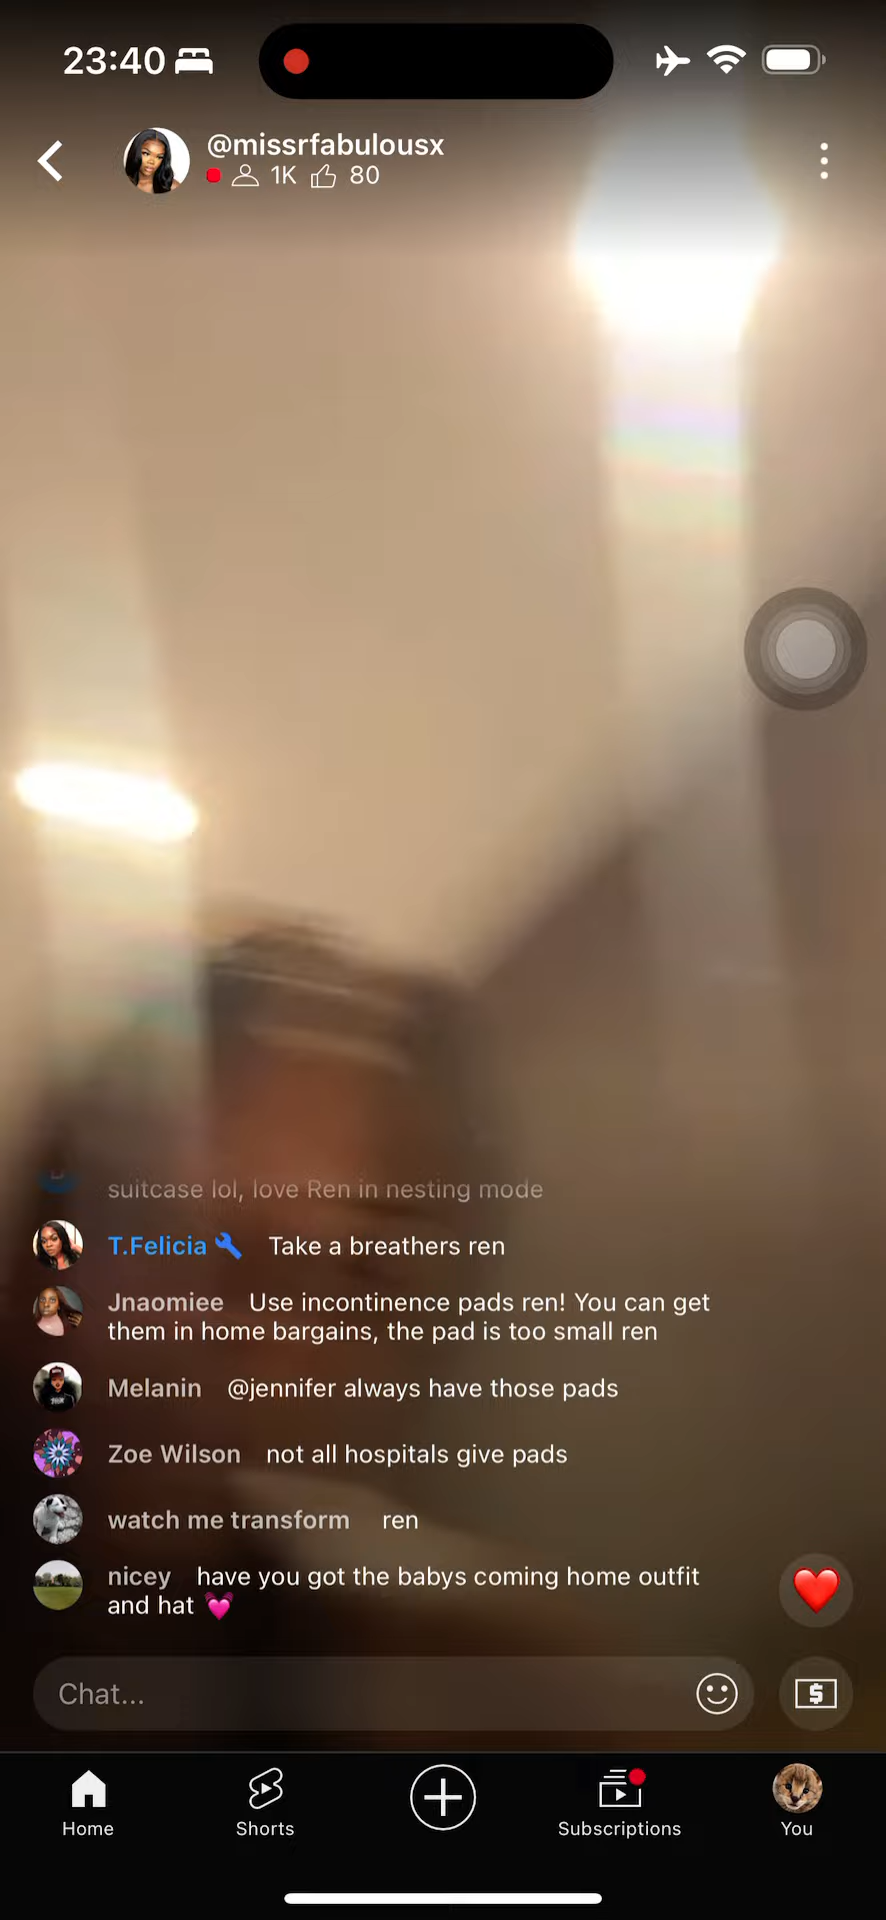 23:40
@missrfabulousx
1K 80
suitcase lol, love Ren in nesting mode
T.Felicia Take a breathers ren
Jnaomiee Use incontinence pads ren! You can get
them in home bargains, the pad is too small ren
Melanin @jennifer always have those pads
Zoe Wilson not all hospitals give pads
watch me transform ren
nicey have you got the babys coming home outfit
and hat
Chat...
Home Shorts Subscriptions You